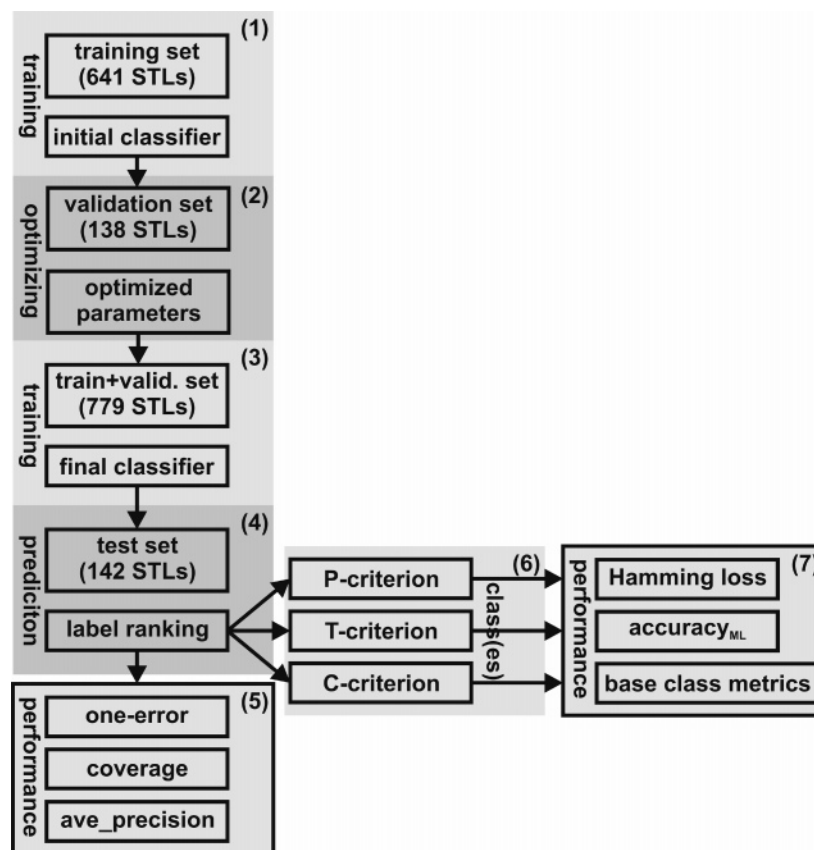 (1)
training
training set
(641 STLs)
initial classifier
(2)
optimizing
validation set
(138 STLs)
optimized
parameters
(3)
training
train+valid. set
(779 STLs)
final classifier
(4)
prediciton
test set
(142 STLs)
label ranking
(5)
performance
one-error
coverage
ave_precision
(6)
class(es)
P-criterion
T-criterion
C-criterion
(7)
performance
Hamming loss
accuracyML
base class metrics